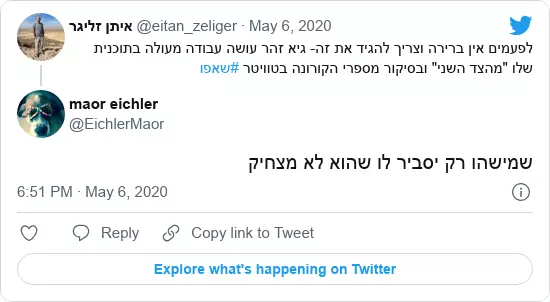 איתן זליגר @eitan_zeliger · May 6, 2020
לפעמים אין ברירה וצריך להגיד את זה- גיא זהר עושה עבודה מעולה בתוכנית
שלו "מהצד השני" ובסיקור מספרי הקורונה בטוויטר #שאפו
maor eichler
@EichlerMaor
שמישהו רק יסביר לו שהוא לא מצחיק
6:51 PM · May 6, 2020
Reply
Copy link to Tweet
Explore what's happening on Twitter